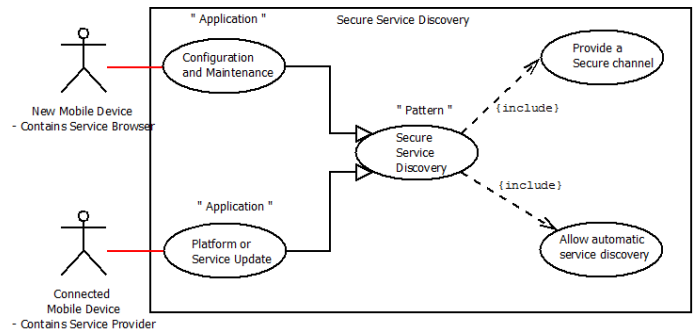 " Application "
Secure Service Discovery
Configuration
and Maintenance
Provide a
Secure channel
New Mobile Device
- Contains Service Browser
" Pattern "
{include}
Secure
Service
Discovery
{include}
" Application "
Platform or
Service Update
Allow automatic
service discovery
Connected
Mobile Device
- Contains Service Provider